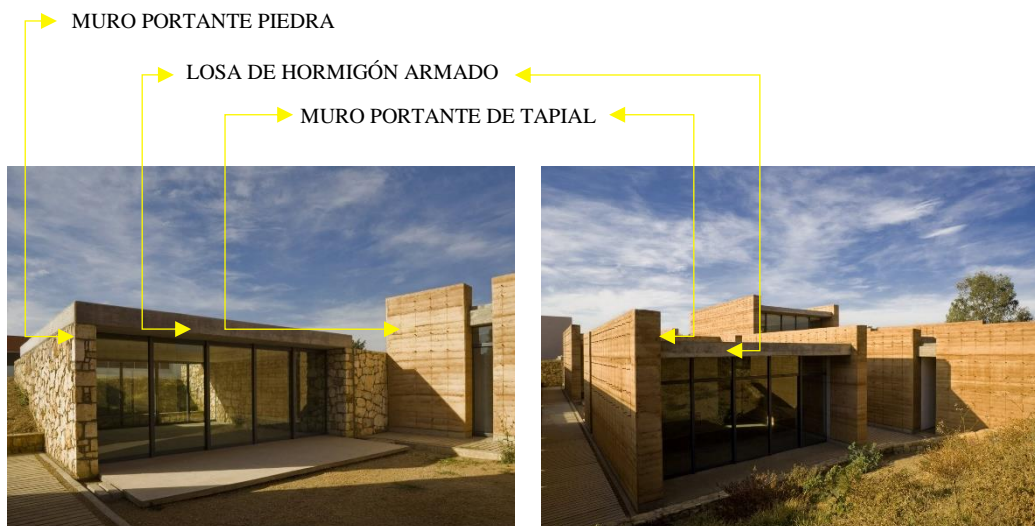 MURO PORTANTE PIEDRA
LOSA DE HORMIGÓN ARMADO
MURO PORTANTE DE TAPIAL